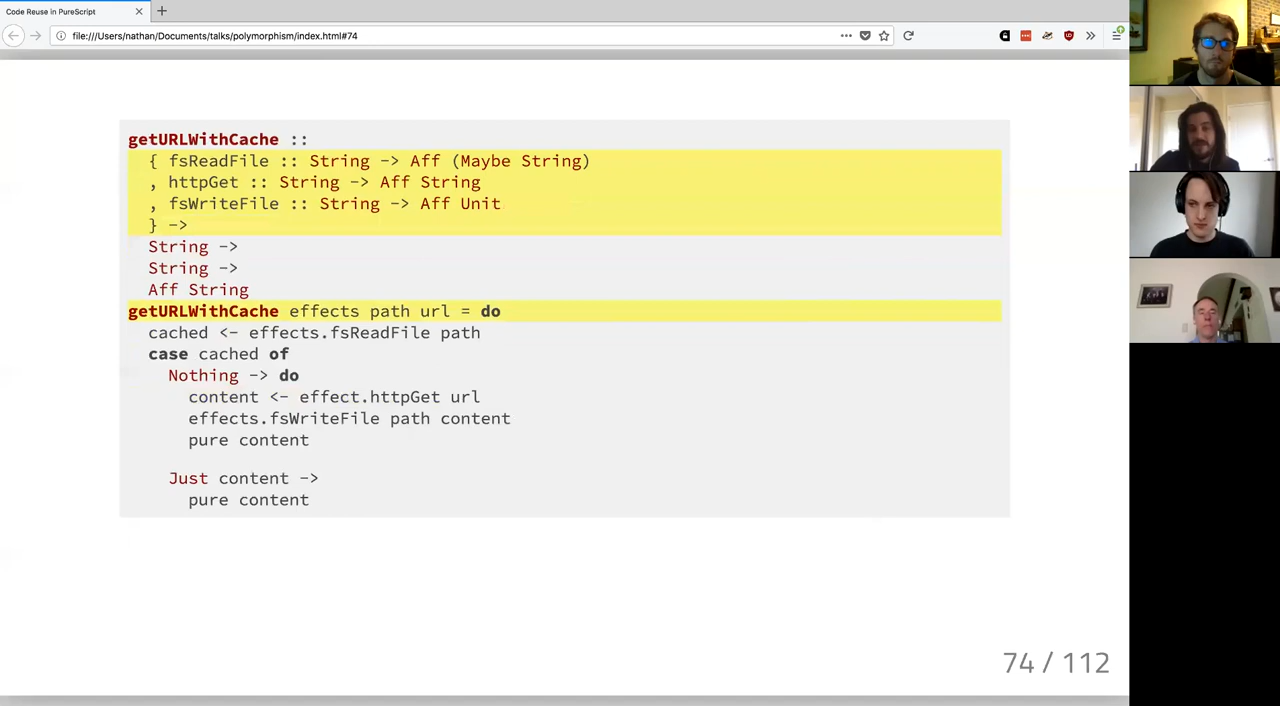 Code Reuse in PureScript
file:///Users/nathan/Documents/talks/polymorphism/index.html#74
getURLWithCache ::
{ fsReadFile :: String -> Aff (Maybe String)
, httpGet :: String -> Aff String
, fsWriteFile :: String -> Aff Unit
} ->
String ->
String ->
Aff String
getURLWithCache effects path url = do
cached <- effects.fsReadFile path
case cached of
Nothing -> do
content <- effect.httpGet url
effects.fsWriteFile path content
pure content
Just content ->
pure content
74 / 112